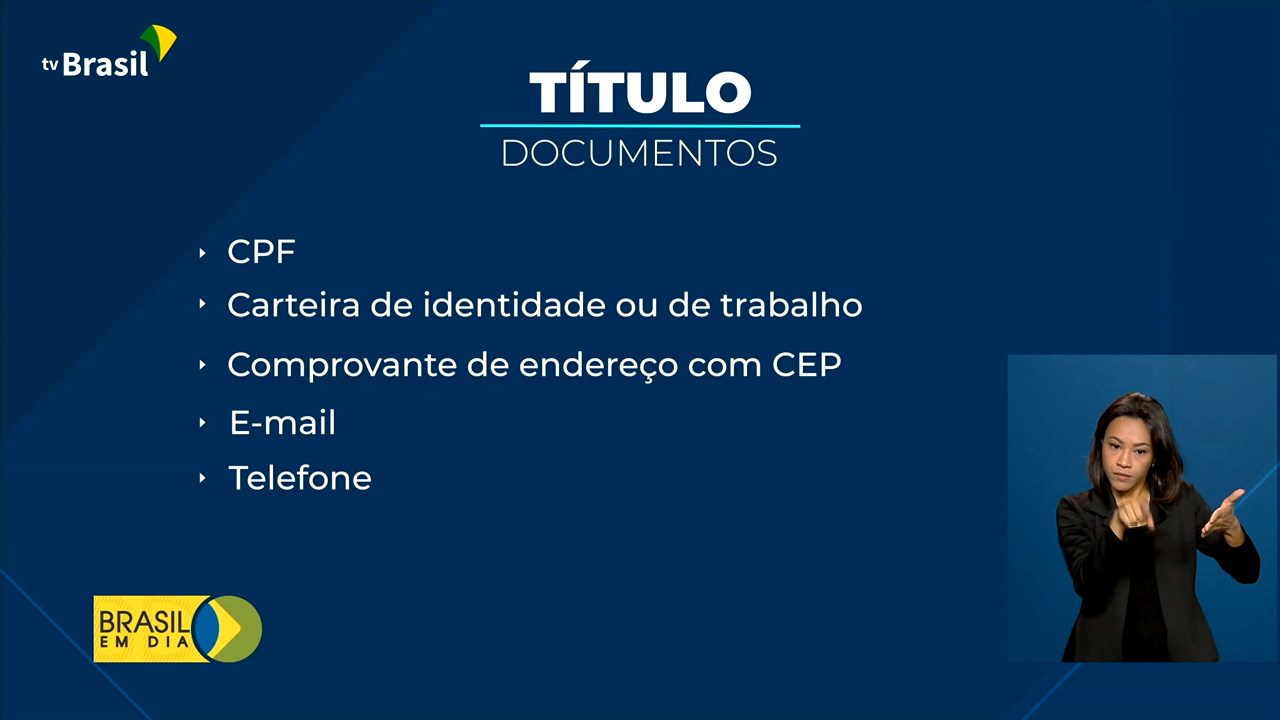 tv Brasil
TÍTULO
DOCUMENTOS
CPF
Carteira de identidade ou de trabalho
Comprovante de endereço com CEP
E-mail
Telefone
BRASIL
EM DIA